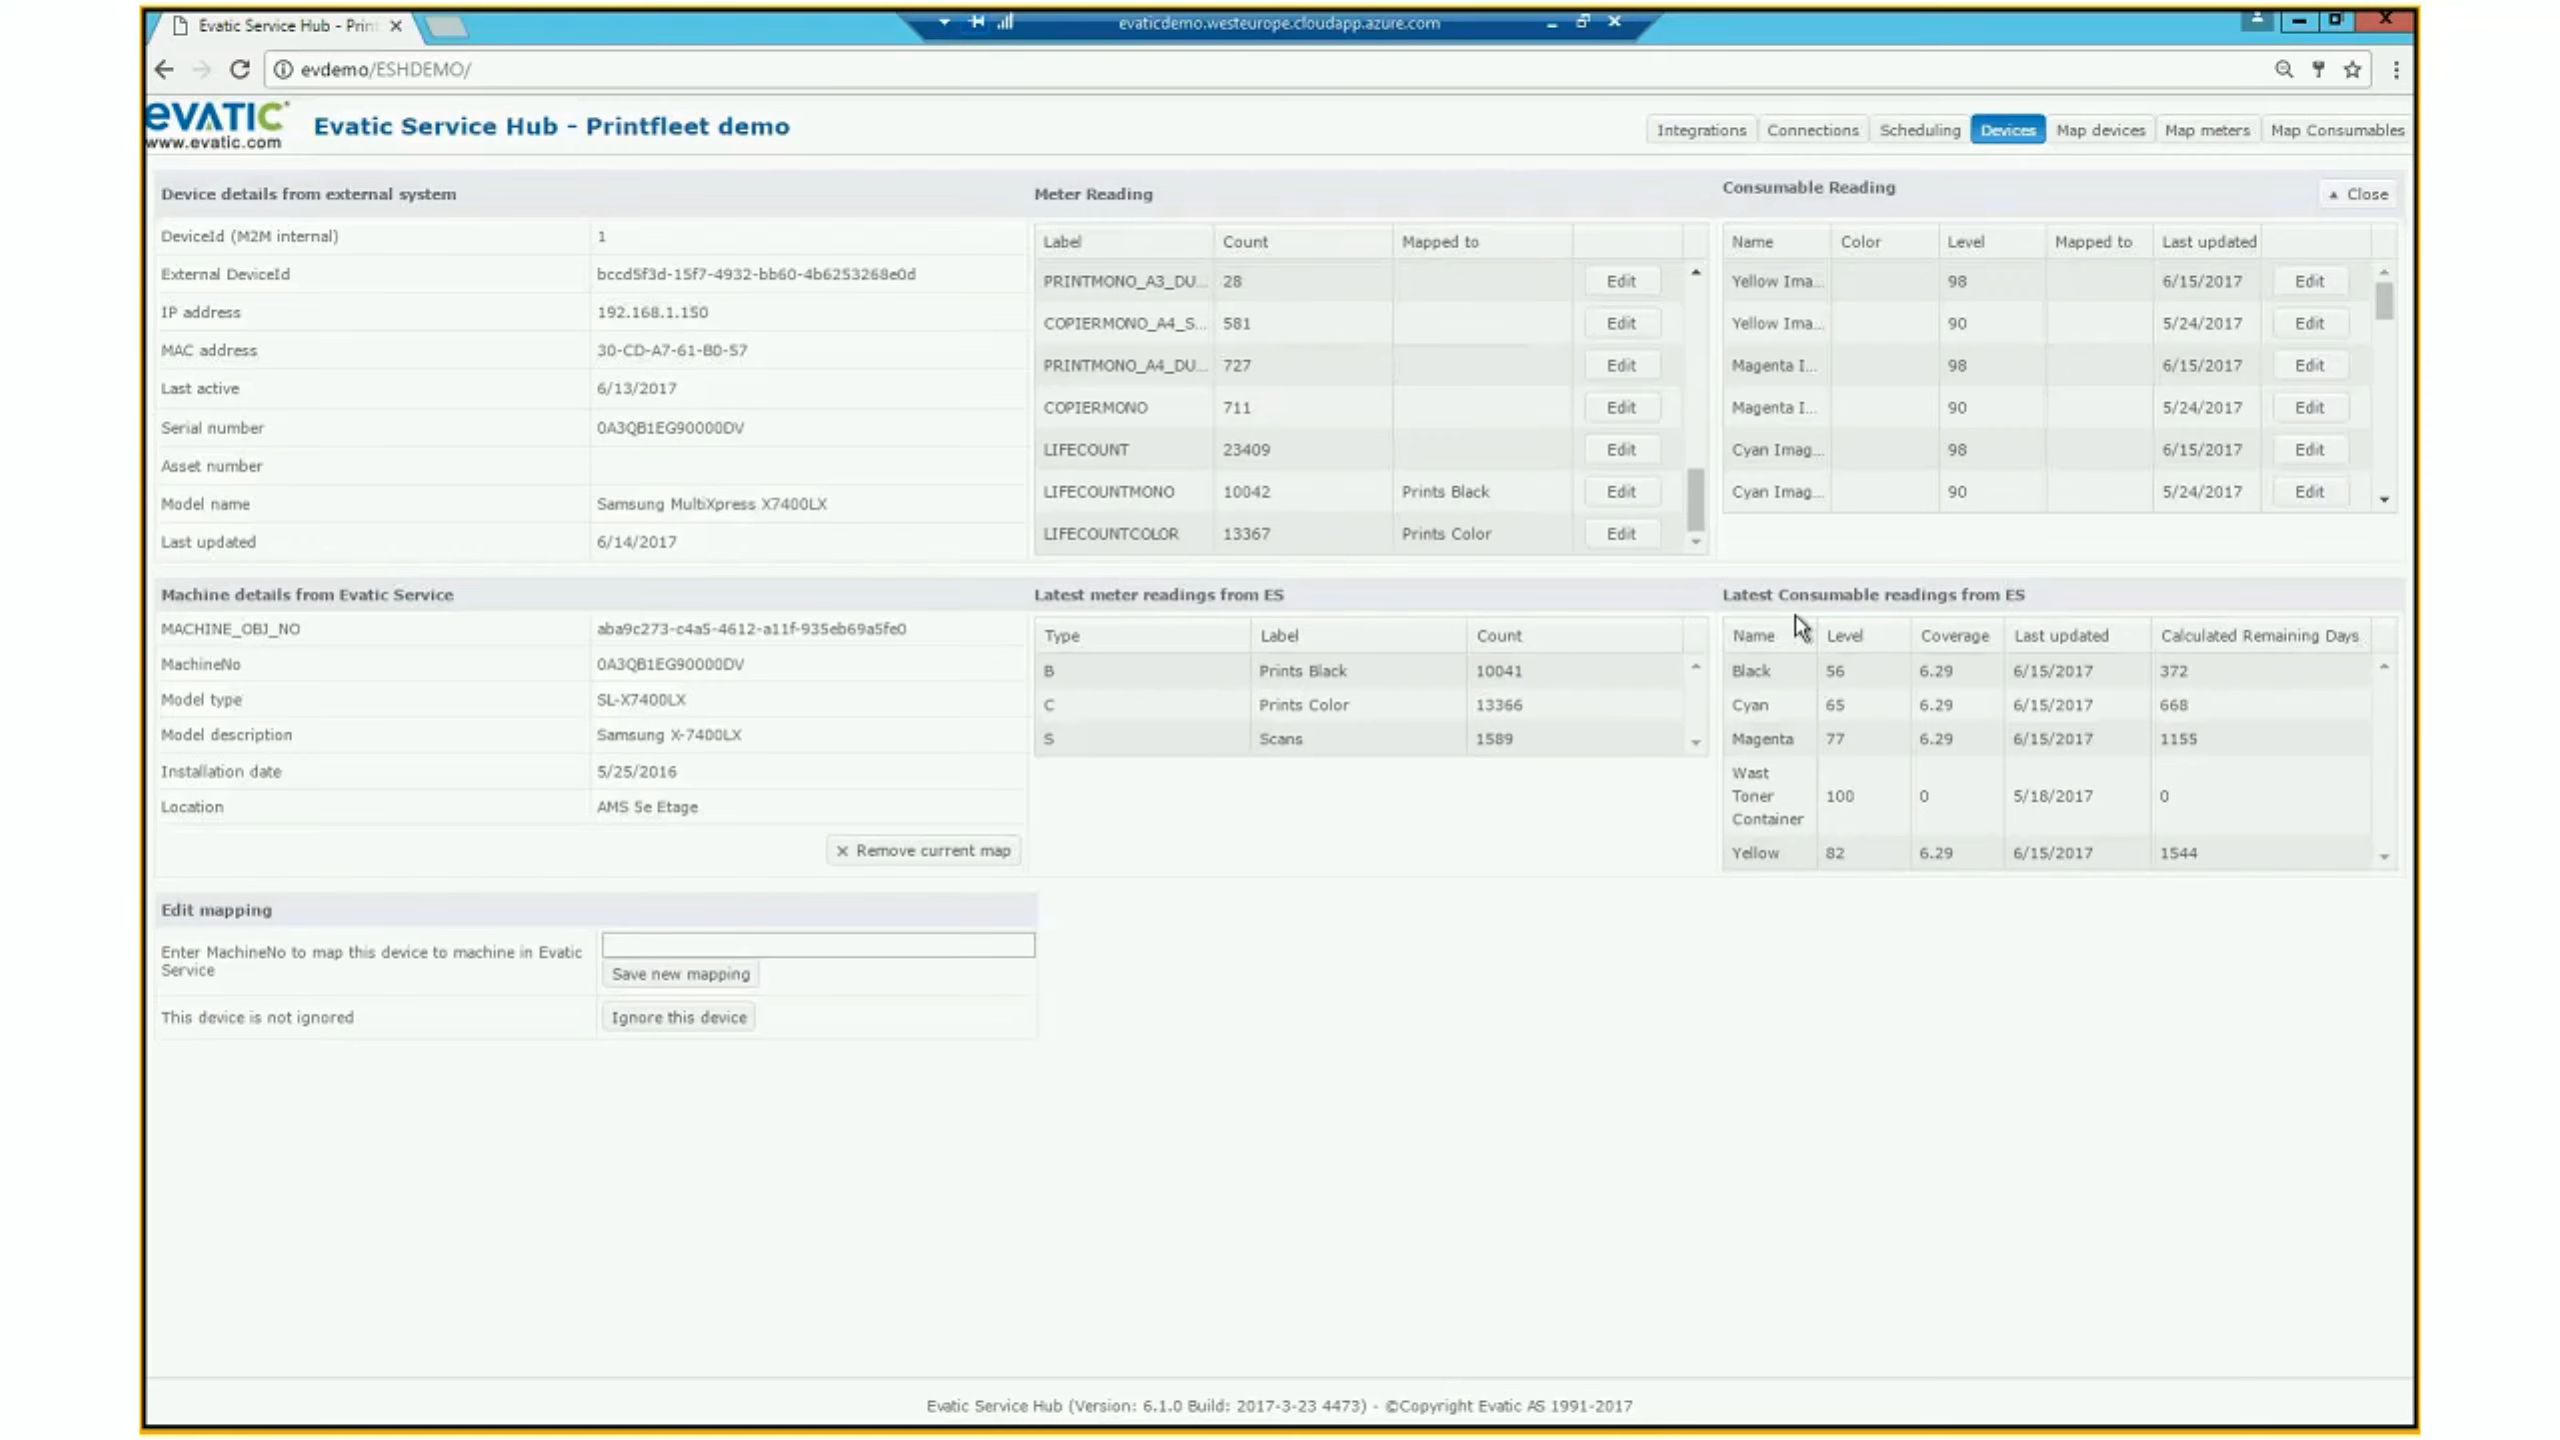 Evatic Service Hub - Print
evaticdemo.westeurope.cloudapp.azure.com
evdemo/ESHDEMO/
eVATIC
www.evatic.com
Evatic Service Hub - Printfleet demo
Integrations Connections Scheduling Devices Map devices Map meters Map Consumables
Device details from external system
DeviceId (M2M internal) 1
External DeviceId bccd5f3d-15f7-4932-bb60-4b6253268e0d
IP address 192.168.1.150
MAC address 30-CD-A7-61-B0-57
Last active 6/13/2017
Serial number 0A3QB1EG90000DV
Asset number
Model name Samsung MultiXpress X7400LX
Last updated 6/14/2017
Meter Reading
Label Count Mapped to
PRINTMONO_A3_DU... 28 Edit
COPIERMONO_A4_S... 581 Edit
PRINTMONO_A4_DU... 727 Edit
COPIERMONO 711 Edit
LIFECOUNT 23409 Edit
LIFECOUNTMONO 10042 Prints Black Edit
LIFECOUNTCOLOR 13367 Prints Color Edit
Consumable Reading
Close
Name Color Level Mapped to Last updated
Yellow Ima... 98 6/15/2017 Edit
Yellow Ima... 90 5/24/2017 Edit
Magenta I... 98 6/15/2017 Edit
Magenta I... 90 5/24/2017 Edit
Cyan Imag... 98 6/15/2017 Edit
Cyan Imag... 90 5/24/2017 Edit
Machine details from Evatic Service
MACHINE_OBJ_NO aba9c273-c4a5-4612-a11f-935eb69a5fe0
MachineNo 0A3QB1EG90000DV
Model type SL-X7400LX
Model description Samsung X-7400LX
Installation date 5/25/2016
Location AMS 5e Etage
Remove current map
Latest meter readings from ES
Type Label Count
B Prints Black 10041
C Prints Color 13366
S Scans 1589
Latest Consumable readings from ES
Name Level Coverage Last updated Calculated Remaining Days
Black 56 6.29 6/15/2017 372
Cyan 65 6.29 6/15/2017 668
Magenta 77 6.29 6/15/2017 1155
Wast
Toner 100 0 5/18/2017 0
Container
Yellow 82 6.29 6/15/2017 1544
Edit mapping
Enter MachineNo to map this device to machine in Evatic
Service
Save new mapping
This device is not ignored Ignore this device
Evatic Service Hub (Version: 6.1.0 Build: 2017-3-23 4473) - ©Copyright Evatic AS 1991-2017